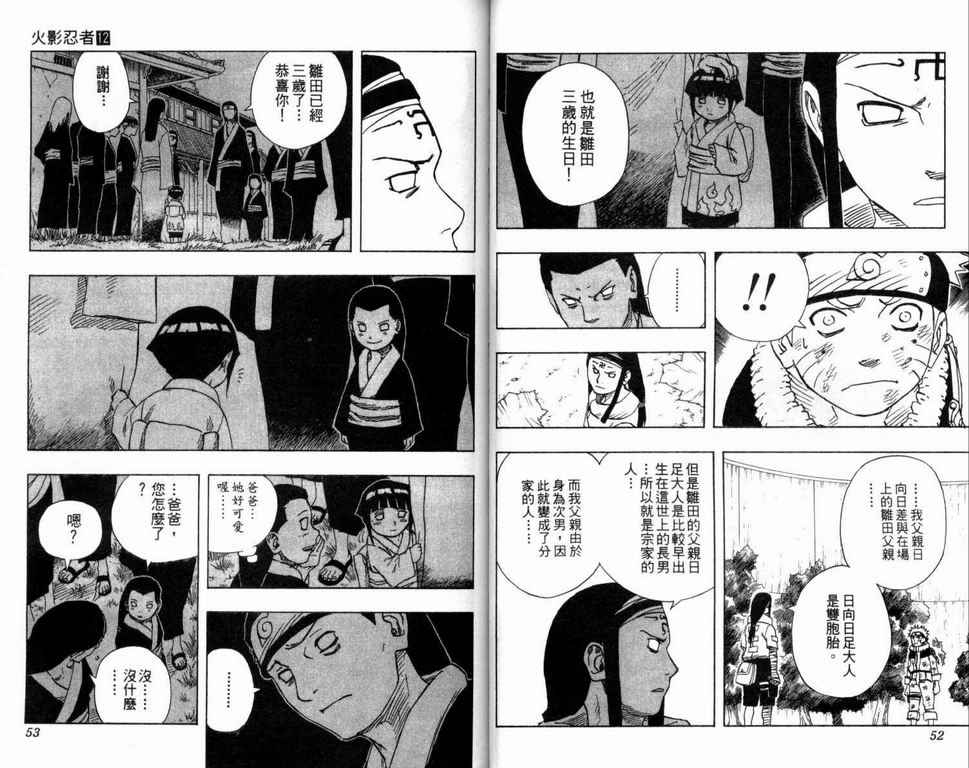 火影忍者12
也就是雛田
三歲的生日！
!!
………
……我父親日
向日差與在場
上的雛田父親
日向日足大人
是雙胞胎。
但是雛田的父親日
足大人是比較早出
生在這世上的長男
…所以就是宗家的
人…
而我父親由於
身為次男，因
此就變成了分
家的人……
52
雛田已經
三歲了…
恭喜你！
謝謝…
爸爸…
她好可愛
喔……
………
…爸爸，
您怎麼了
？
嗯？
沒……
沒什麼
53